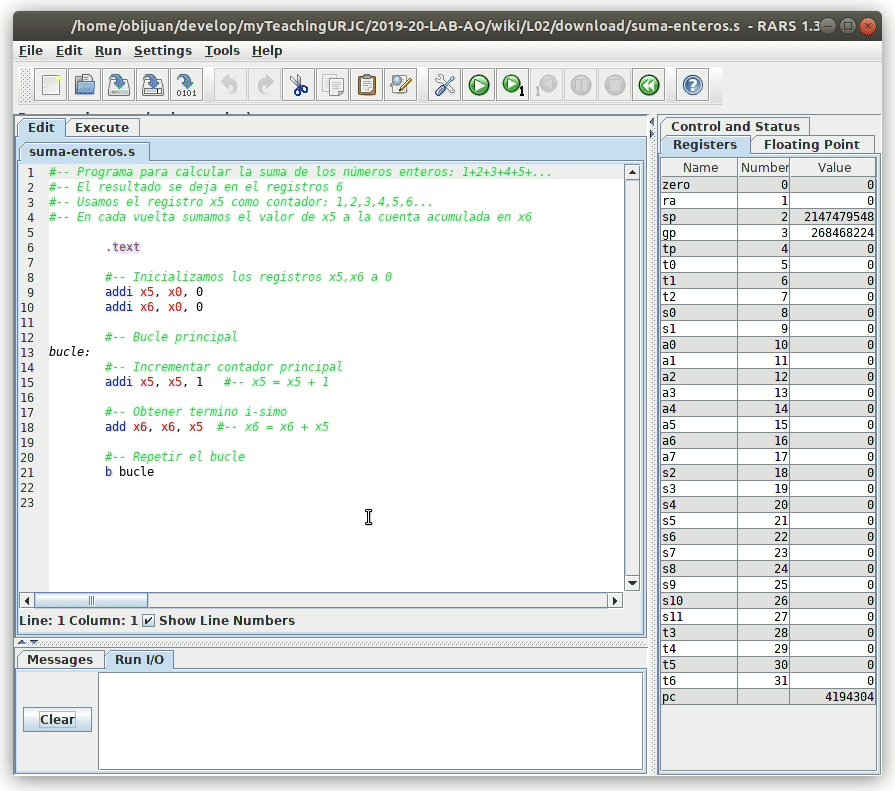 /home/obijuan/develop/myTeachingURJC/2019-20-LAB-AO/wiki/L02/download/suma-enteros.s - RARS 1.3
File Edit Run Settings Tools Help
0101
1
1
Edit Execute
suma-enteros.s
1 #-- Programa para calcular la suma de los números enteros: 1+2+3+4+5+...
2 #-- El resultado se deja en el registros 6
3 #-- Usamos el registro x5 como contador: 1,2,3,4,5,6...
4 #-- En cada vuelta sumamos el valor de x5 a la cuenta acumulada en x6
5
6 .text
7
8 #-- Inicializamos los registros x5,x6 a 0
9 addi x5, x0, 0
10 addi x6, x0, 0
11
12 #-- Bucle principal
13 bucle:
14 #-- Incrementar contador principal
15 addi x5, x5, 1 #-- x5 = x5 + 1
16
17 #-- Obtener termino i-simo
18 add x6, x6, x5 #-- x6 = x6 + x5
19
20 #-- Repetir el bucle
21 b bucle
22
23
Line: 1 Column: 1 Show Line Numbers
Messages Run I/O
Clear
Control and Status
Registers Floating Point
Name Number Value
zero 0 0
ra 1 0
sp 2 2147479548
gp 3 268468224
tp 4 0
t0 5 0
t1 6 0
t2 7 0
s0 8 0
s1 9 0
a0 10 0
a1 11 0
a2 12 0
a3 13 0
a4 14 0
a5 15 0
a6 16 0
a7 17 0
s2 18 0
s3 19 0
s4 20 0
s5 21 0
s6 22 0
s7 23 0
s8 24 0
s9 25 0
s10 26 0
s11 27 0
t3 28 0
t4 29 0
t5 30 0
t6 31 0
pc 4194304